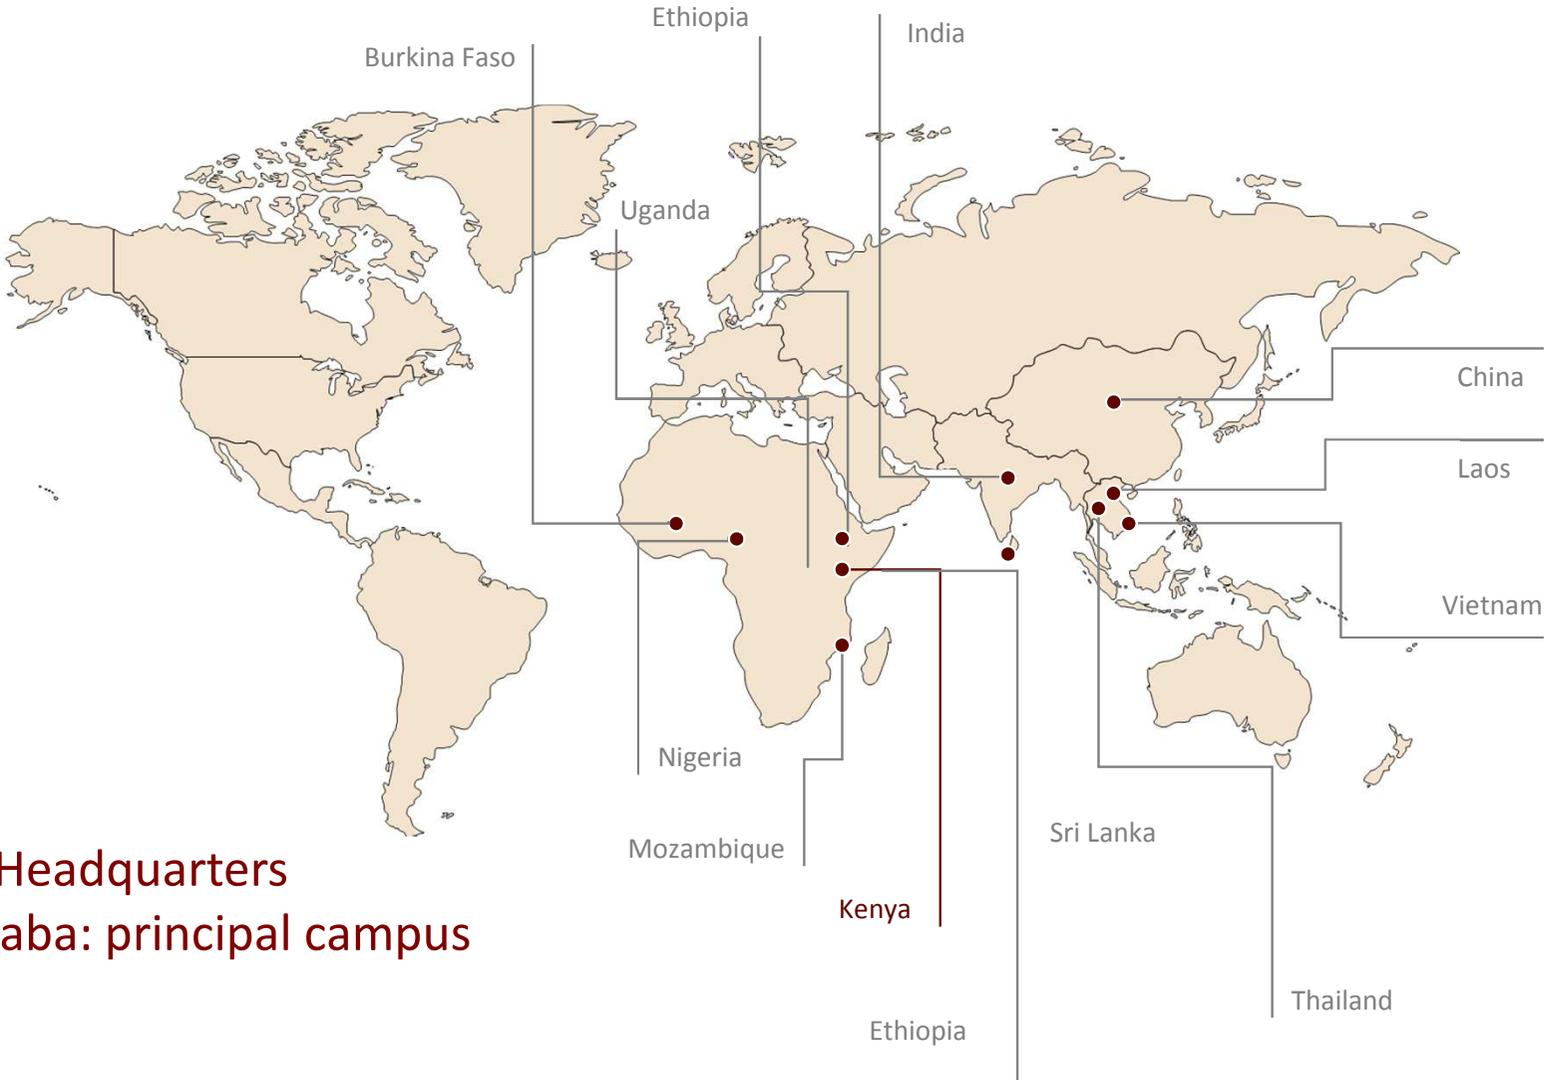 Ethiopia
India
Burkina Faso
Uganda
China
Laos
Vietnam
Nigeria
Sri Lanka
Mozambique
Headquarters
Kenya
aba: principal campus
Thailand
Ethiopia